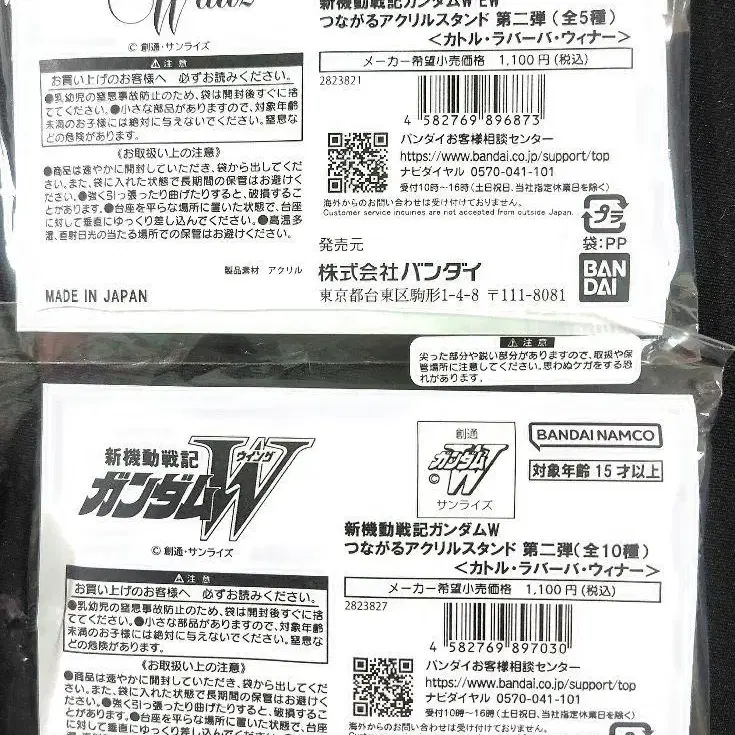 Waltz
© 創通・サンライズ
⚠注意
お買い上げのお客様へ 必ずお読みください。
●乳幼児の窒息事故防止のため、袋は開封後すぐに捨
ててください。●小さな部品がありますので、対象年齢
未満のお子様には絶対に与えないでください。窒息な
どの危険があります。
《お取扱い上の注意》
●商品は速やかに開封していただき、袋から出してくだ
さい。また、袋に入れた状態で長期間の保管はお避けく
ださい。●強く引っ張ったり曲げたりすると、破損するこ
とがあります。●台座を平らな場所に置いた状態で、台座
に対して垂直にゆっくり差し込んでください。●高温多
湿、直射日光の当たる場所での保管はお避けください。
製品素材 アクリル
MADE IN JAPAN
新機動戦記ガンダムW EW
つながるアクリルスタンド 第二弾(全5種)
<カトル・ラバーバ・ウィナー>
メーカー希望小売価格 1,100円(税込)
2823821
4 582769 896873
バンダイお客様相談センター
https://www.bandai.co.jp/support/top
ナビダイヤル 0570-041-101
受付10時〜16時(土日祝日、当社指定休業日を除く)
海外からのお問い合わせは受け付けておりません。
Customer service incuiries are not accepted from outside Japan.
プラ
袋:PP
発売元
株式会社バンダイ
東京都台東区駒形1-4-8 〒111-8081
BAN
DAI
⚠注意
尖った部分や鋭い部分がありますので、取扱や保
管場所に注意してください。思わぬケガをする恐
れがあります。
新機動戦記
ガンダムW
ウイング
© 創通・サンライズ
⚠注意
お買い上げのお客様へ 必ずお読みください。
●乳幼児の窒息事故防止のため、袋は開封後すぐに捨
ててください。●小さな部品がありますので、対象年齢
未満のお子様には絶対に与えないでください。窒息な
どの危険があります。
《お取扱い上の注意》
●商品は速やかに開封していただき、袋から出してくだ
さい。また、袋に入れた状態で長期間の保管はお避けく
ださい。●強く引っ張ったり曲げたりすると、破損するこ
とがあります。●台座を平らな場所に置いた状態で、台座
に対して垂直にゆっくり差し込んでください。●高温多
創通
ガンダムW
©
サンライズ
BANDAI NAMCO
対象年齢 15才以上
新機動戦記ガンダムW
つながるアクリルスタンド 第二弾(全10種)
<カトル・ラバーバ・ウィナー>
メーカー希望小売価格 1,100円(税込)
2823827
4 582769 897030
バンダイお客様相談センター
https://www.bandai.co.jp/support/top
ナビダイヤル 0570-041-101
受付10時〜16時(土日祝日、当社指定休業日を除く)
海外からのお問い合わせは受け付けておりません。
Customer service incuiries are not accepted from outside Japan.